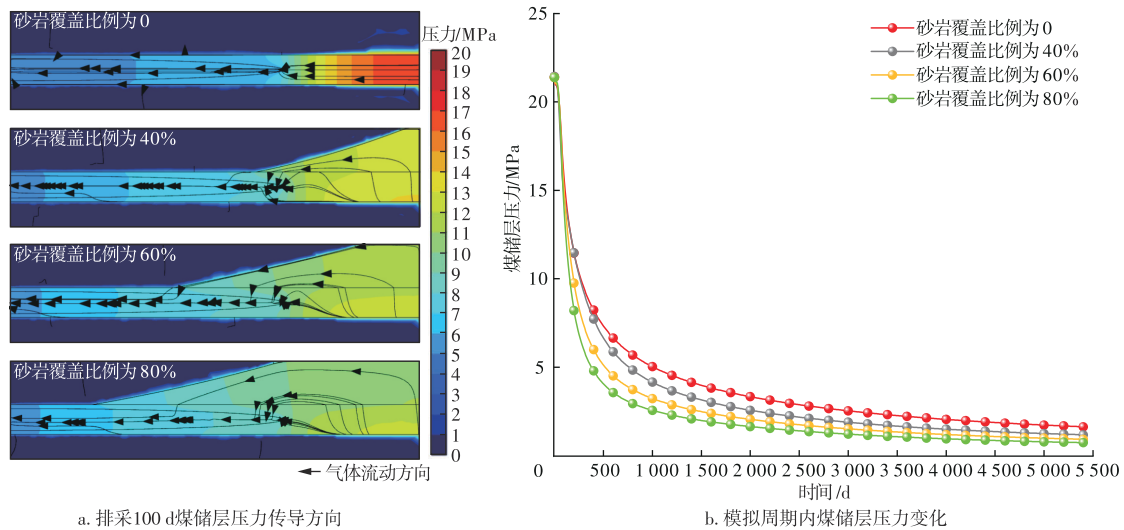 砂岩覆盖比例为0
砂岩覆盖比例为40%
砂岩覆盖比例为60%
砂岩覆盖比例为80%
压力/MPa
20
19
18
17
16
15
14
13
12
11
10
9
8
7
6
5
4
3
2
1
0
气体流动方向
a. 排采100 d煤储层压力传导方向
砂岩覆盖比例为0
砂岩覆盖比例为40%
砂岩覆盖比例为60%
砂岩覆盖比例为80%
煤储层压力/MPa
25
20
15
10
5
0 500 1 000 1 500 2 000 2 500 3 000 3 500 4 000 4 500 5 000 5 500
时间/d
b. 模拟周期内煤储层压力变化